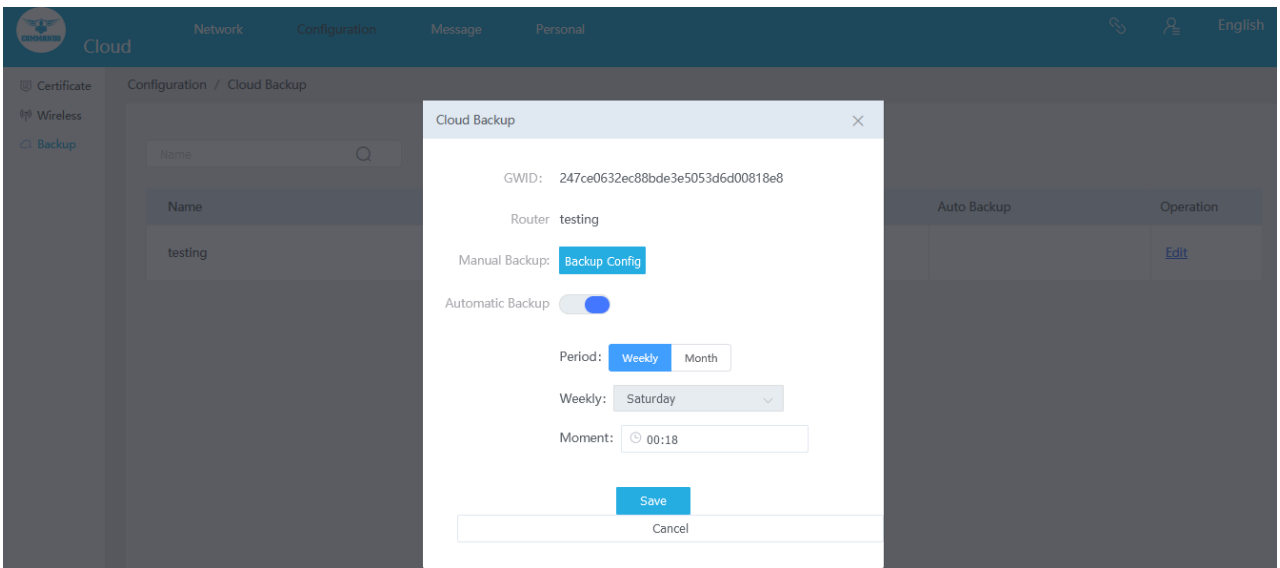 Cloud
Network Configuration Message Personal
English
Certificate
Wireless
Backup
Configuration / Cloud Backup
Name
Name Auto Backup Operation
testing Edit
Cloud Backup
GWID: 247ce0632ec88bde3e5053d6d00818e8
Router testing
Manual Backup: Backup Config
Automatic Backup
Period: Weekly Month
Weekly: Saturday
Moment: 00:18
Save
Cancel